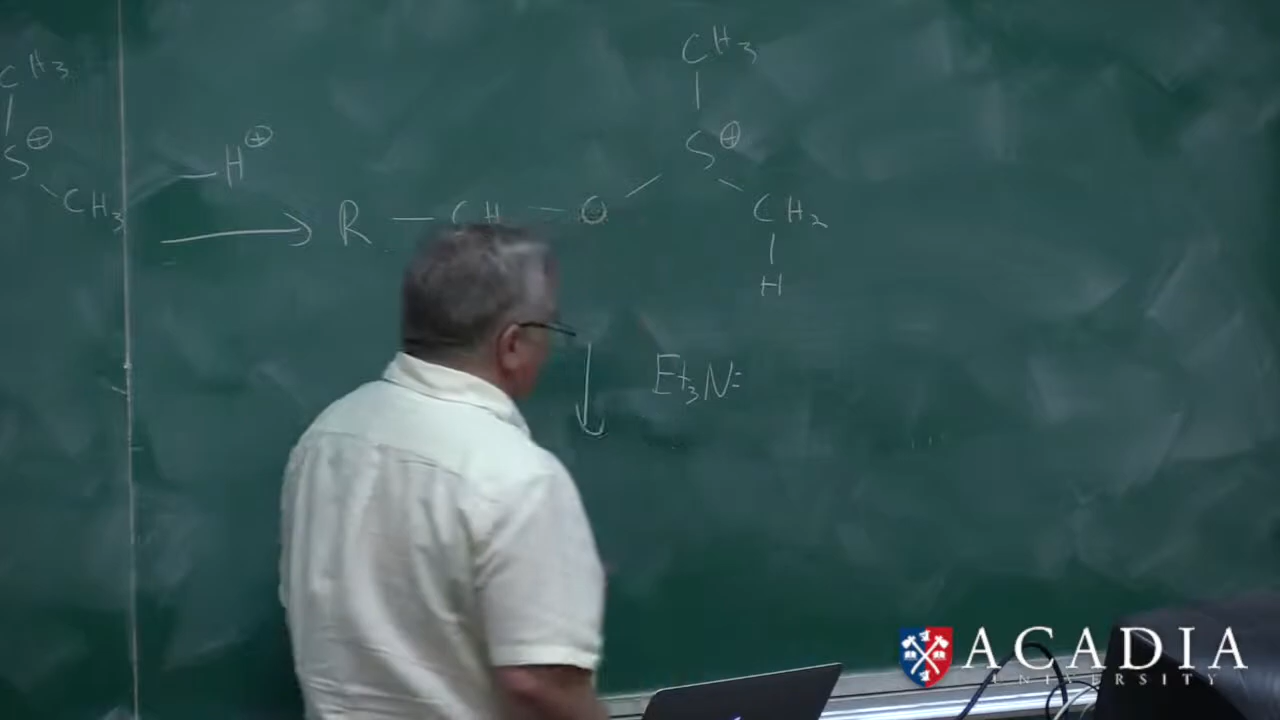 CH3
S⊕
CH3
–H⊕
R — CH — O
CH3
S⊕
CH2
H
Et3N:
ACADIA
UNIVERSITY